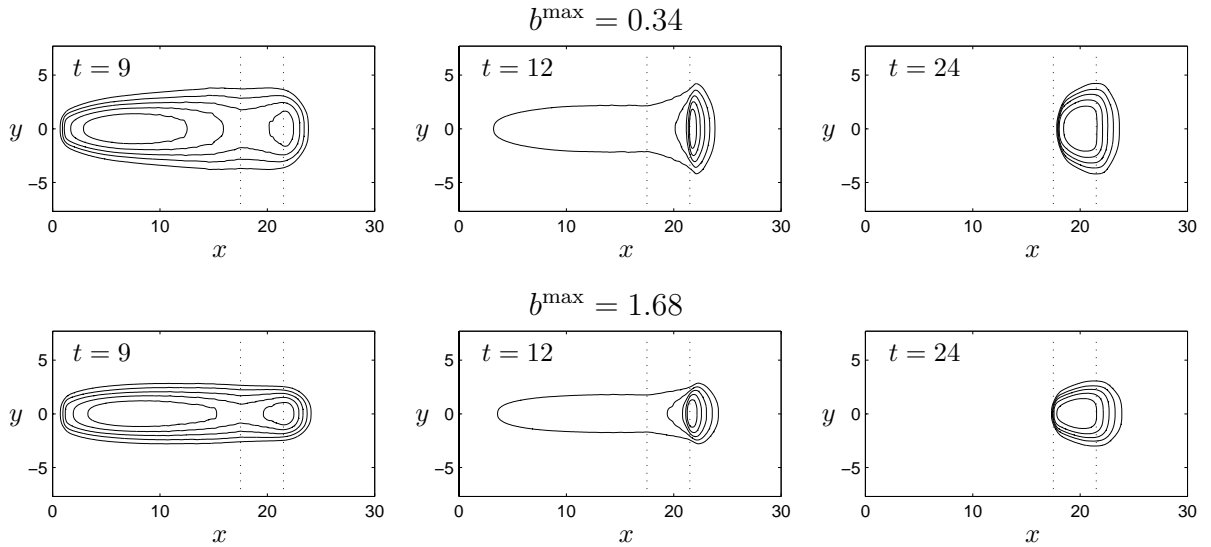 b^max = 0.34
t = 9
t = 12
t = 24
y 5 0 −5
y 5 0 −5
y 5 0 −5
0 10 20 30
0 10 20 30
0 10 20 30
x
x
x
b^max = 1.68
t = 9
t = 12
t = 24
y 5 0 −5
y 5 0 −5
y 5 0 −5
0 10 20 30
0 10 20 30
0 10 20 30
x
x
x